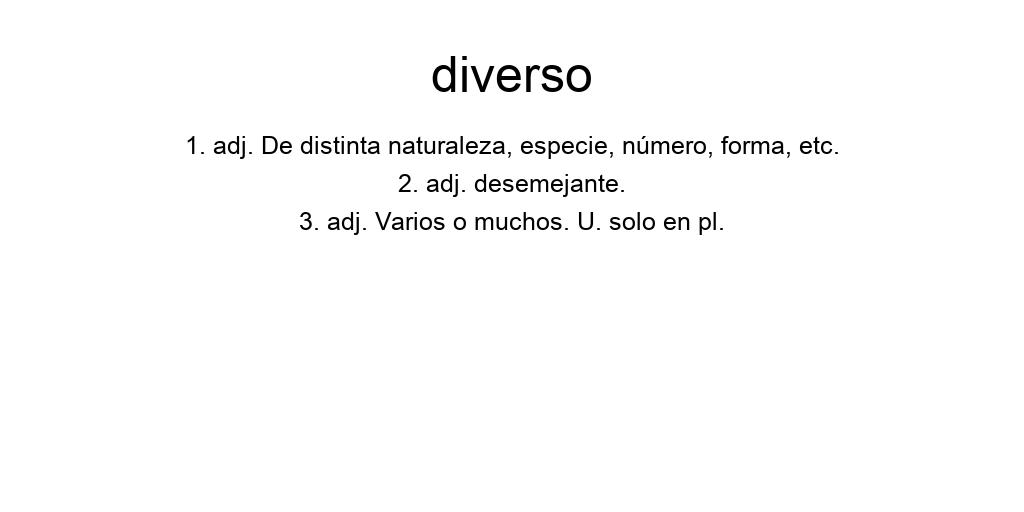 diverso
1. adj. De distinta naturaleza, especie, número, forma, etc.
2. adj. desemejante.
3. adj. Varios o muchos. U. solo en pl.